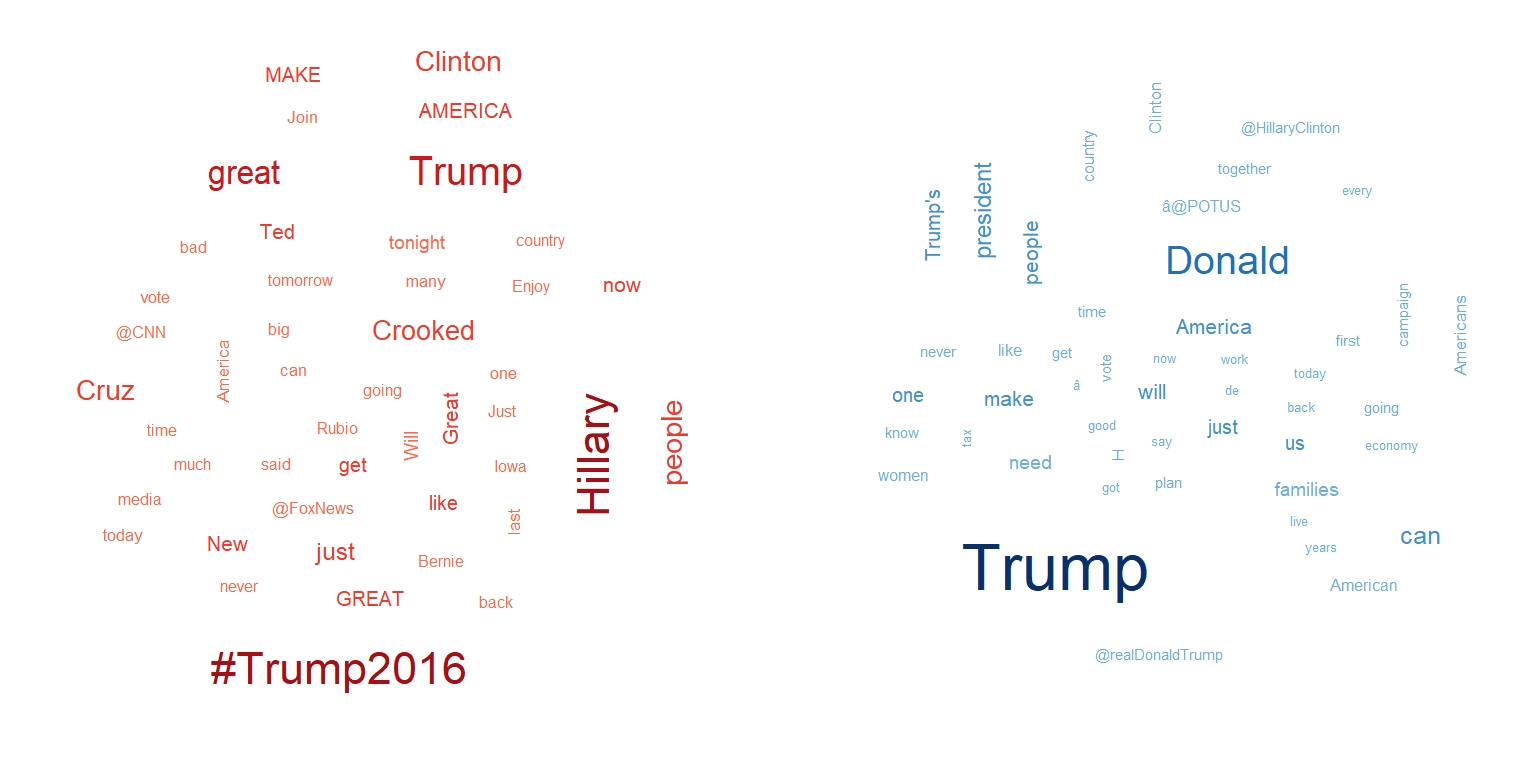 Clinton
MAKE
AMERICA
Join
Trump
great
Ted
tonight
country
bad
tomorrow
many
Enjoy
now
vote
@CNN
big
Crooked
America
can
going
one
Cruz
Great
Just
Hillary
people
time
Rubio
Will
much
said
get
Iowa
media
@FoxNews
like
last
today
New
just
Bernie
never
GREAT
back
#Trump2016
Clinton
@HillaryClinton
country
together
every
Trump's
president
people
â@POTUS
Donald
time
America
campaign
Americans
never
like
get
vote
now
work
first
today
one
make
â
will
de
back
going
know
tax
good
say
just
us
economy
women
need
H
got
plan
families
live
years
can
Trump
American
@realDonaldTrump